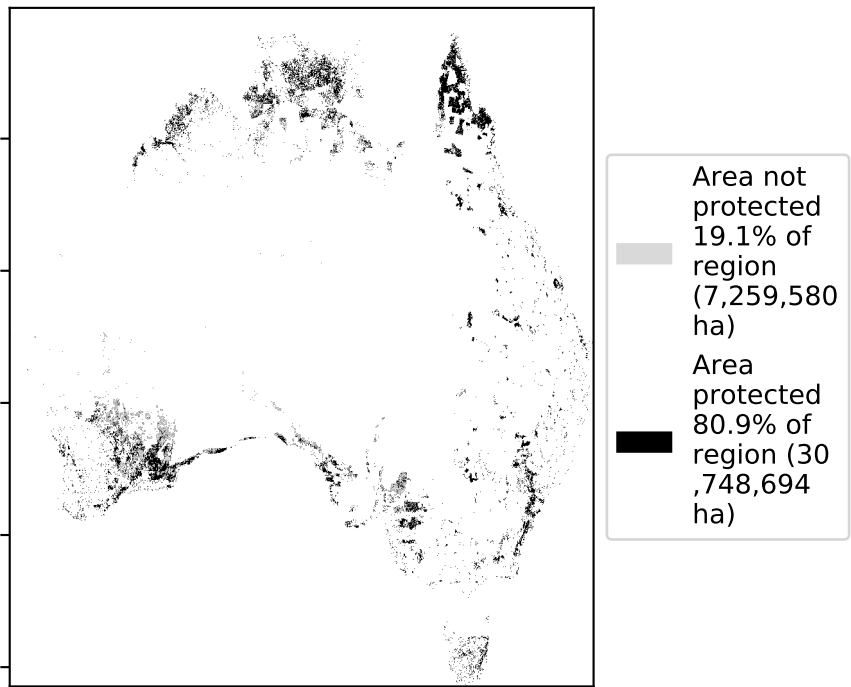 Area not
protected
19.1% of
region
(7,259,580
ha)
Area
protected
80.9% of
region (30
,748,694
ha)